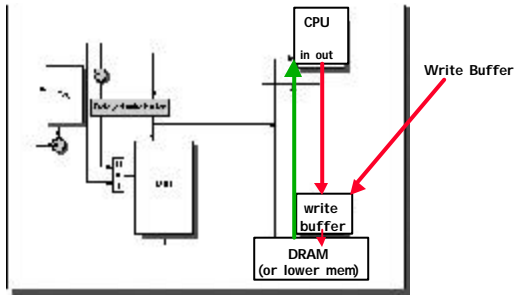 CPU
in out
Write Buffer
write
buffer
DRAM
(or lower mem)